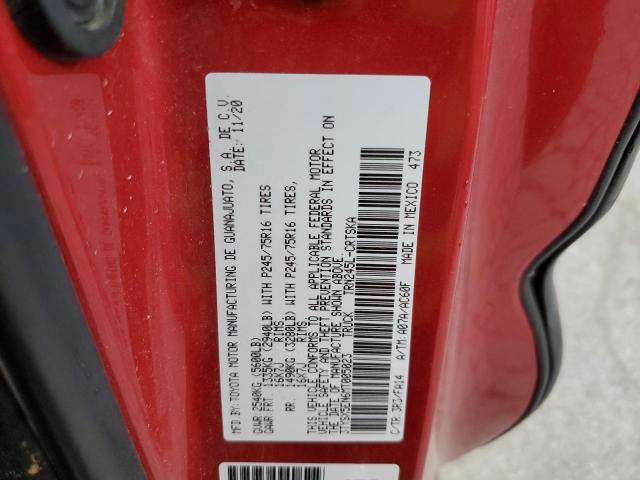 MFD.BY:TOYOTA MOTOR MANUFACTURING DE GUANAJUATO, S.A. DE C.V.
DATE: 11/20
GVWR 2540KG (5600LB)
GAWR:FRT. 1335KG (2940LB) WITH P245/75R16 TIRES
16X7J RIMS
RR. 1490KG (3280LB) WITH P245/75R16 TIRES,
16X7J RIMS
THIS VEHICLE CONFORMS TO ALL APPLICABLE FEDERAL MOTOR
VEHICLE SAFETY AND THEFT PREVENTION STANDARDS IN EFFECT ON
THE DATE OF MANUFACTURE SHOWN ABOVE.
TRUCK TRN245L-CRTSKA
C/TR: 3R3/FA14 A/TM: A07A/AC60F MADE IN MEXICO 473